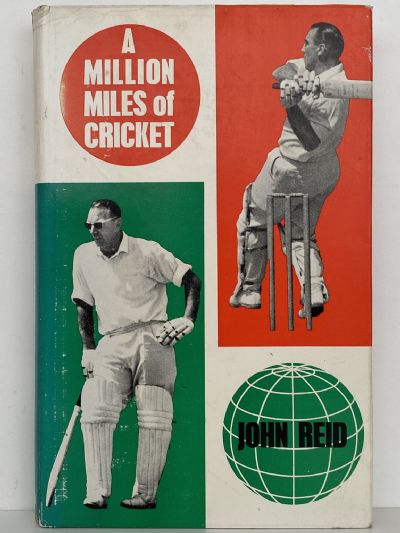 A
MILLION
MILES of
CRICKET
JOHN REID